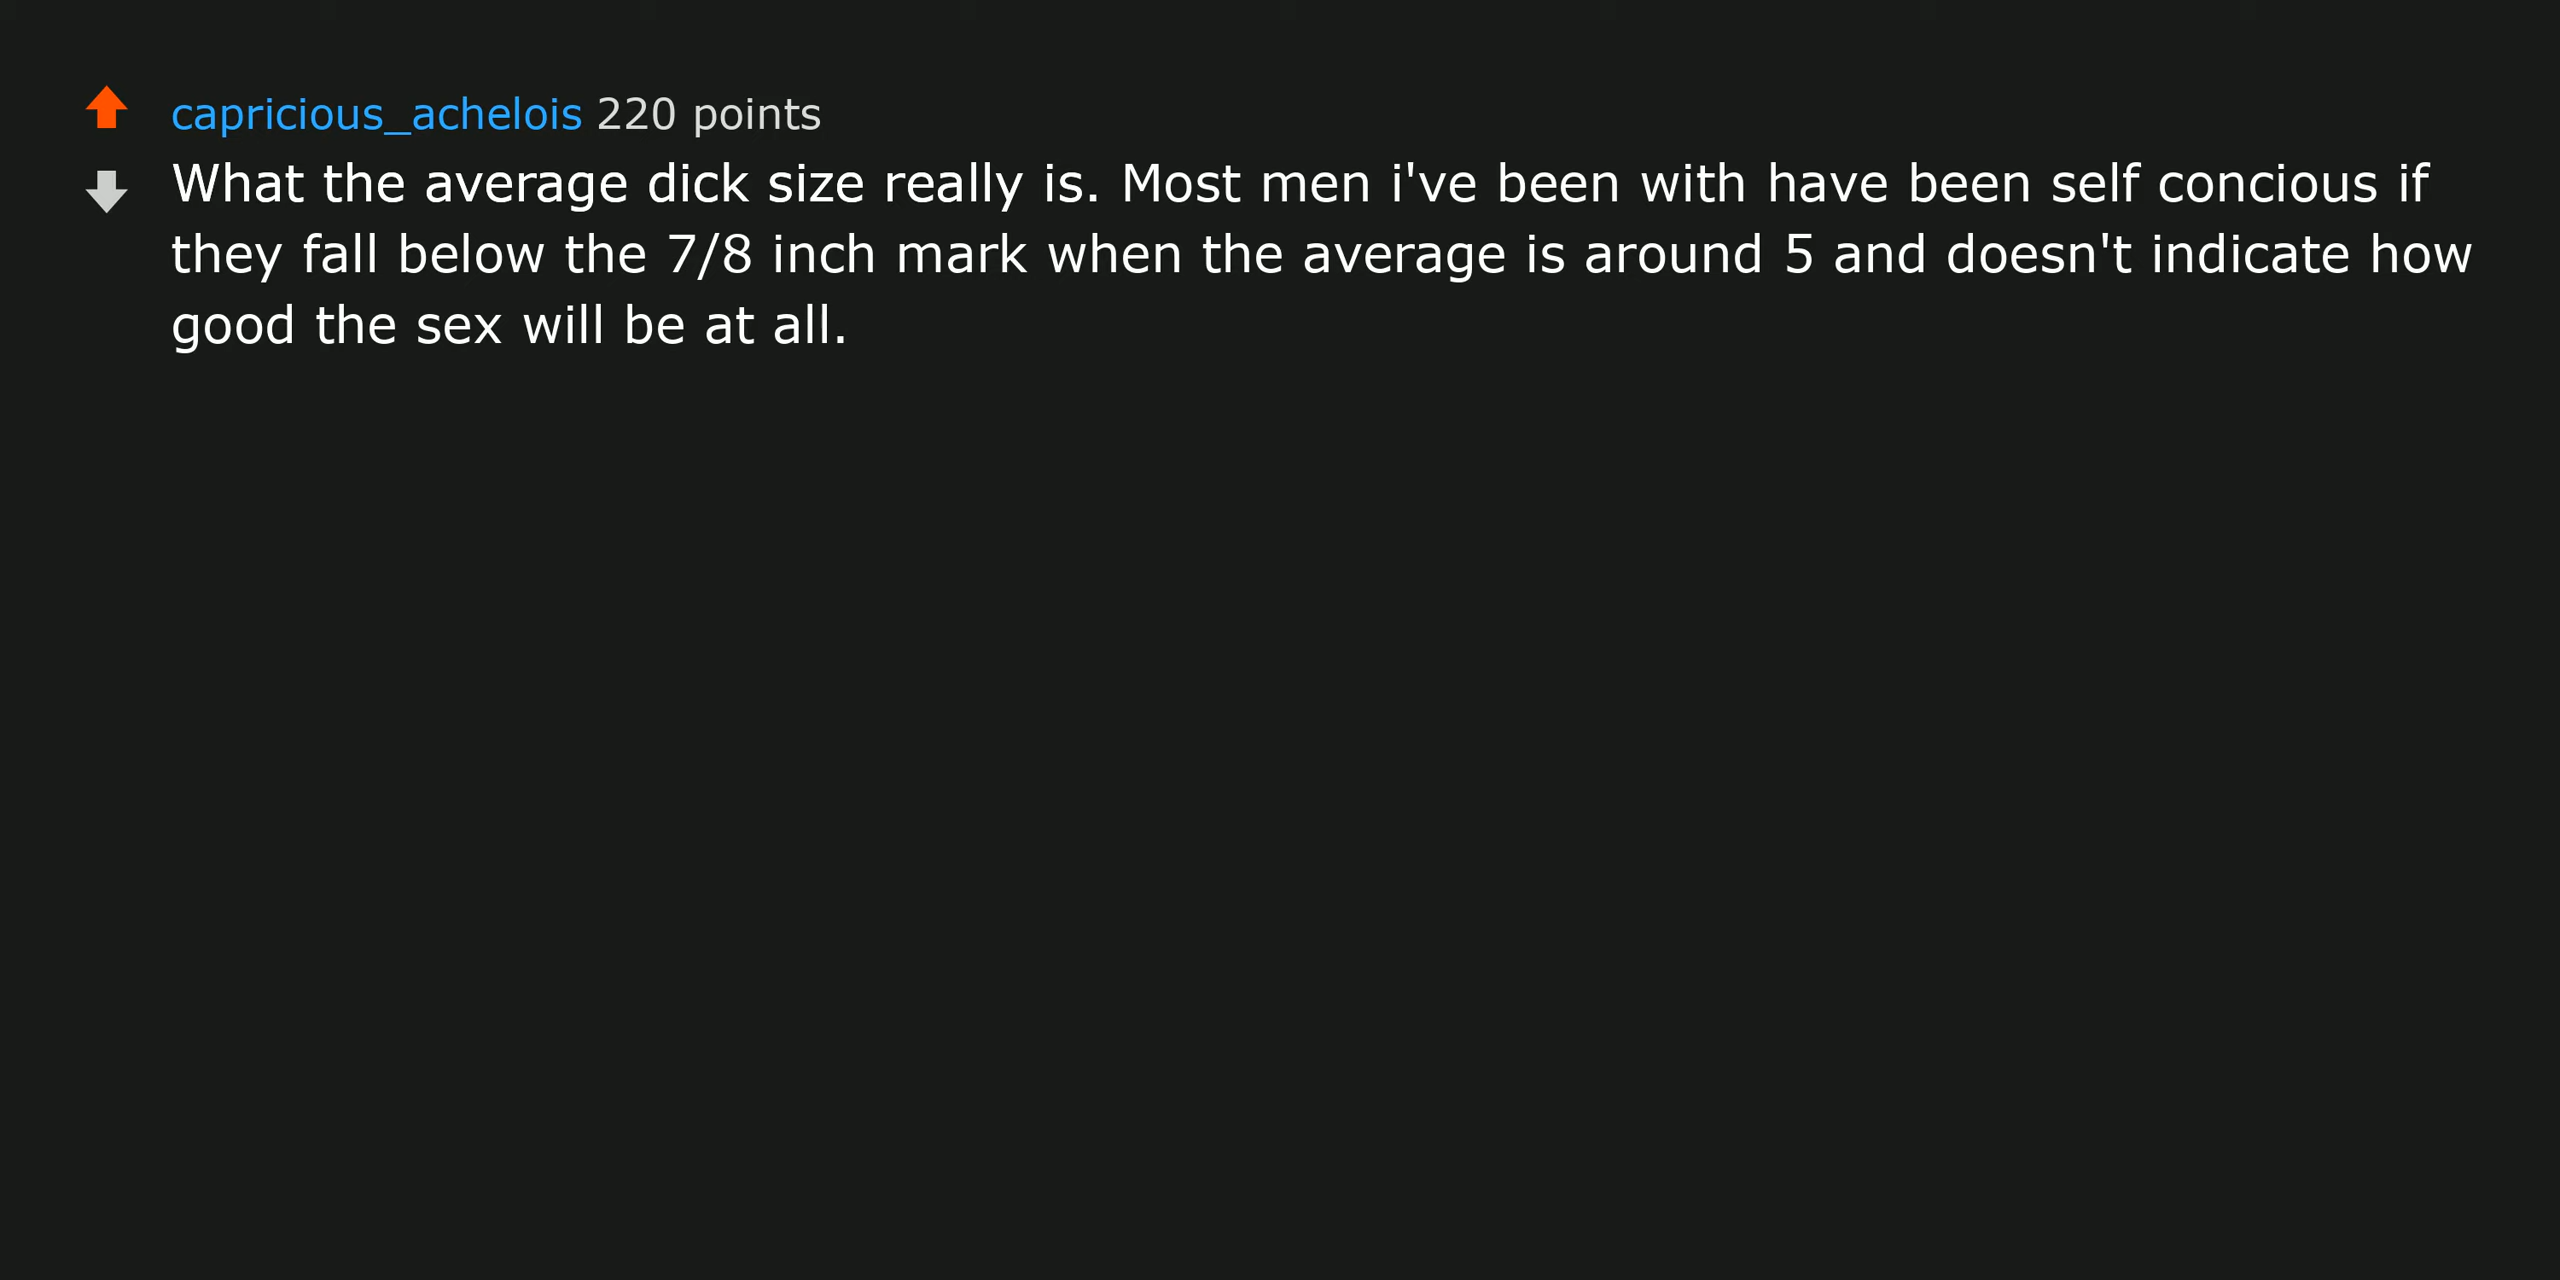 capricious_achelois 220 points
What the average dick size really is. Most men i've been with have been self concious if
they fall below the 7/8 inch mark when the average is around 5 and doesn't indicate how
good the sex will be at all.